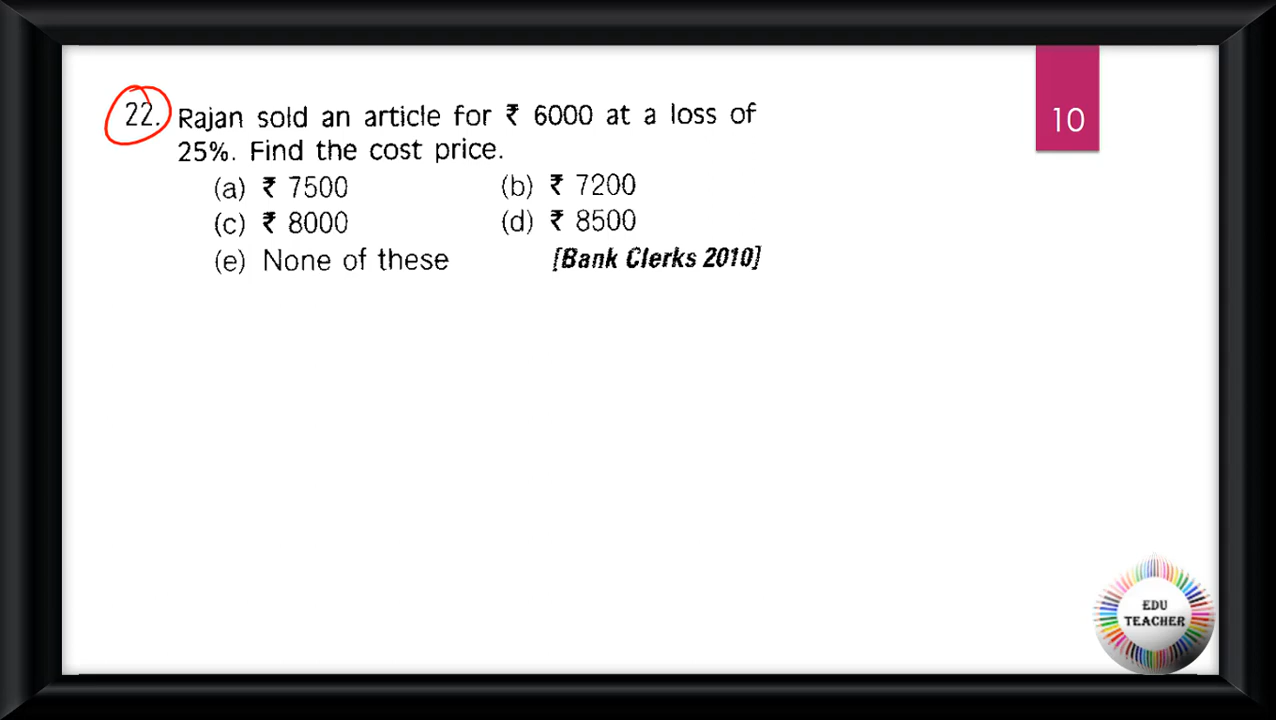 10
22. Rajan sold an article for ₹ 6000 at a loss of
25%. Find the cost price.
(a) ₹ 7500 (b) ₹ 7200
(c) ₹ 8000 (d) ₹ 8500
(e) None of these [Bank Clerks 2010]
EDU
TEACHER